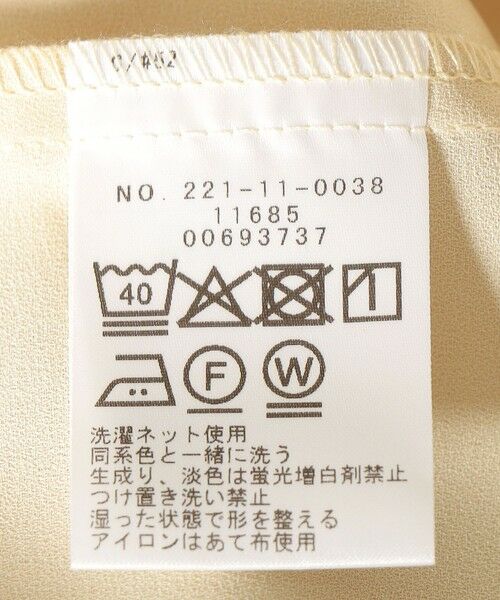 C/#52
NO. 221-11-0038
11685
00693737
40
F
W
洗濯ネット使用
同系色と一緒に洗う
生成り、淡色は蛍光増白剤禁止
つけ置き洗い禁止
湿った状態で形を整える
アイロンはあて布使用